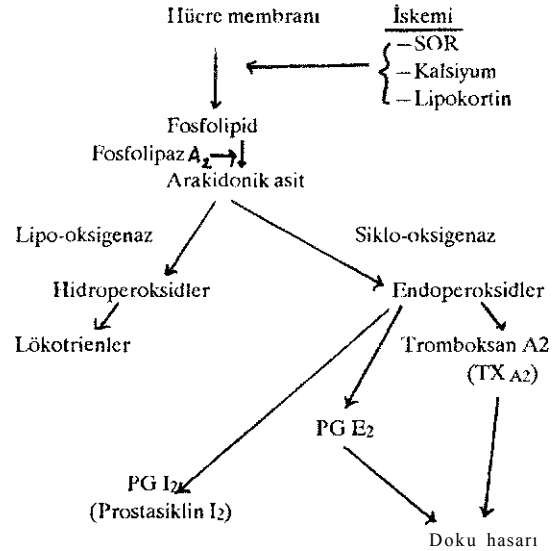 Hücre membranı
İskemi
–SOR
–Kalsiyum
–Lipokortin
Fosfolipid
Fosfolipaz A2
Arakidonik asit
Lipo-oksigenaz
Siklo-oksigenaz
Hidroperoksidler
Endoperoksidler
Lökotrienler
Tromboksan A2
(TX A2)
PG E2
PG I2
(Prostasiklin I2)
Doku hasarı